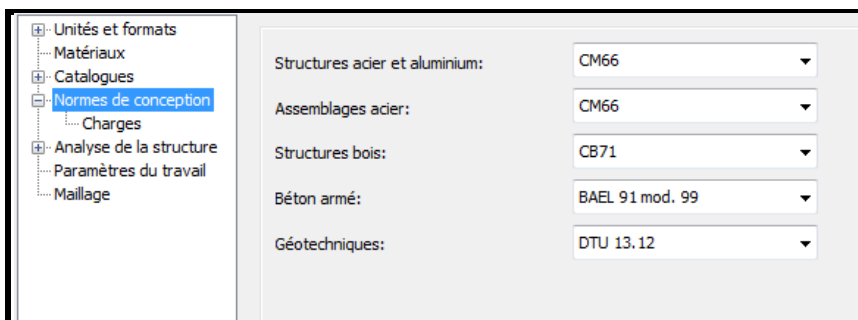 Unités et formats
Matériaux
Catalogues
Normes de conception
Charges
Analyse de la structure
Paramètres du travail
Maillage
Structures acier et aluminium: CM66
Assemblages acier: CM66
Structures bois: CB71
Béton armé: BAEL 91 mod. 99
Géotechniques: DTU 13.12